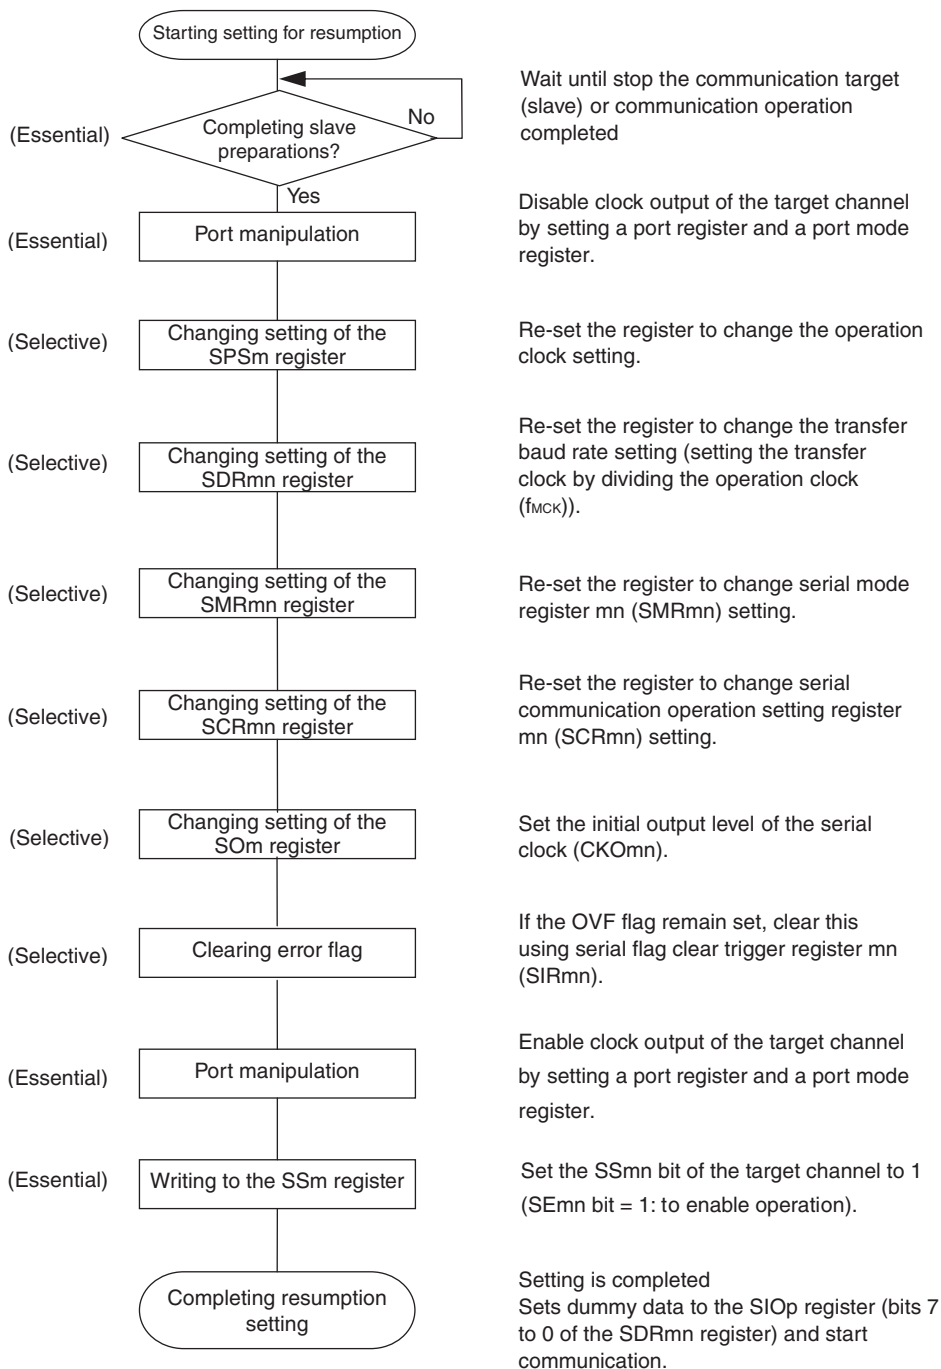 Starting setting for resumption
Wait until stop the communication target
(slave) or communication operation
completed
(Essential)
Completing slave
preparations?
No
Yes
(Essential)
Port manipulation
Disable clock output of the target channel
by setting a port register and a port mode
register.
(Selective)
Changing setting of the
SPSm register
Re-set the register to change the operation
clock setting.
(Selective)
Changing setting of the
SDRmn register
Re-set the register to change the transfer
baud rate setting (setting the transfer
clock by dividing the operation clock
(fMCK)).
(Selective)
Changing setting of the
SMRmn register
Re-set the register to change serial mode
register mn (SMRmn) setting.
(Selective)
Changing setting of the
SCRmn register
Re-set the register to change serial
communication operation setting register
mn (SCRmn) setting.
(Selective)
Changing setting of the
SOm register
Set the initial output level of the serial
clock (CKOmn).
(Selective)
Clearing error flag
If the OVF flag remain set, clear this
using serial flag clear trigger register mn
(SIRmn).
(Essential)
Port manipulation
Enable clock output of the target channel
by setting a port register and a port mode
register.
(Essential)
Writing to the SSm register
Set the SSmn bit of the target channel to 1
(SEmn bit = 1: to enable operation).
Completing resumption
setting
Setting is completed
Sets dummy data to the SIOp register (bits 7
to 0 of the SDRmn register) and start
communication.